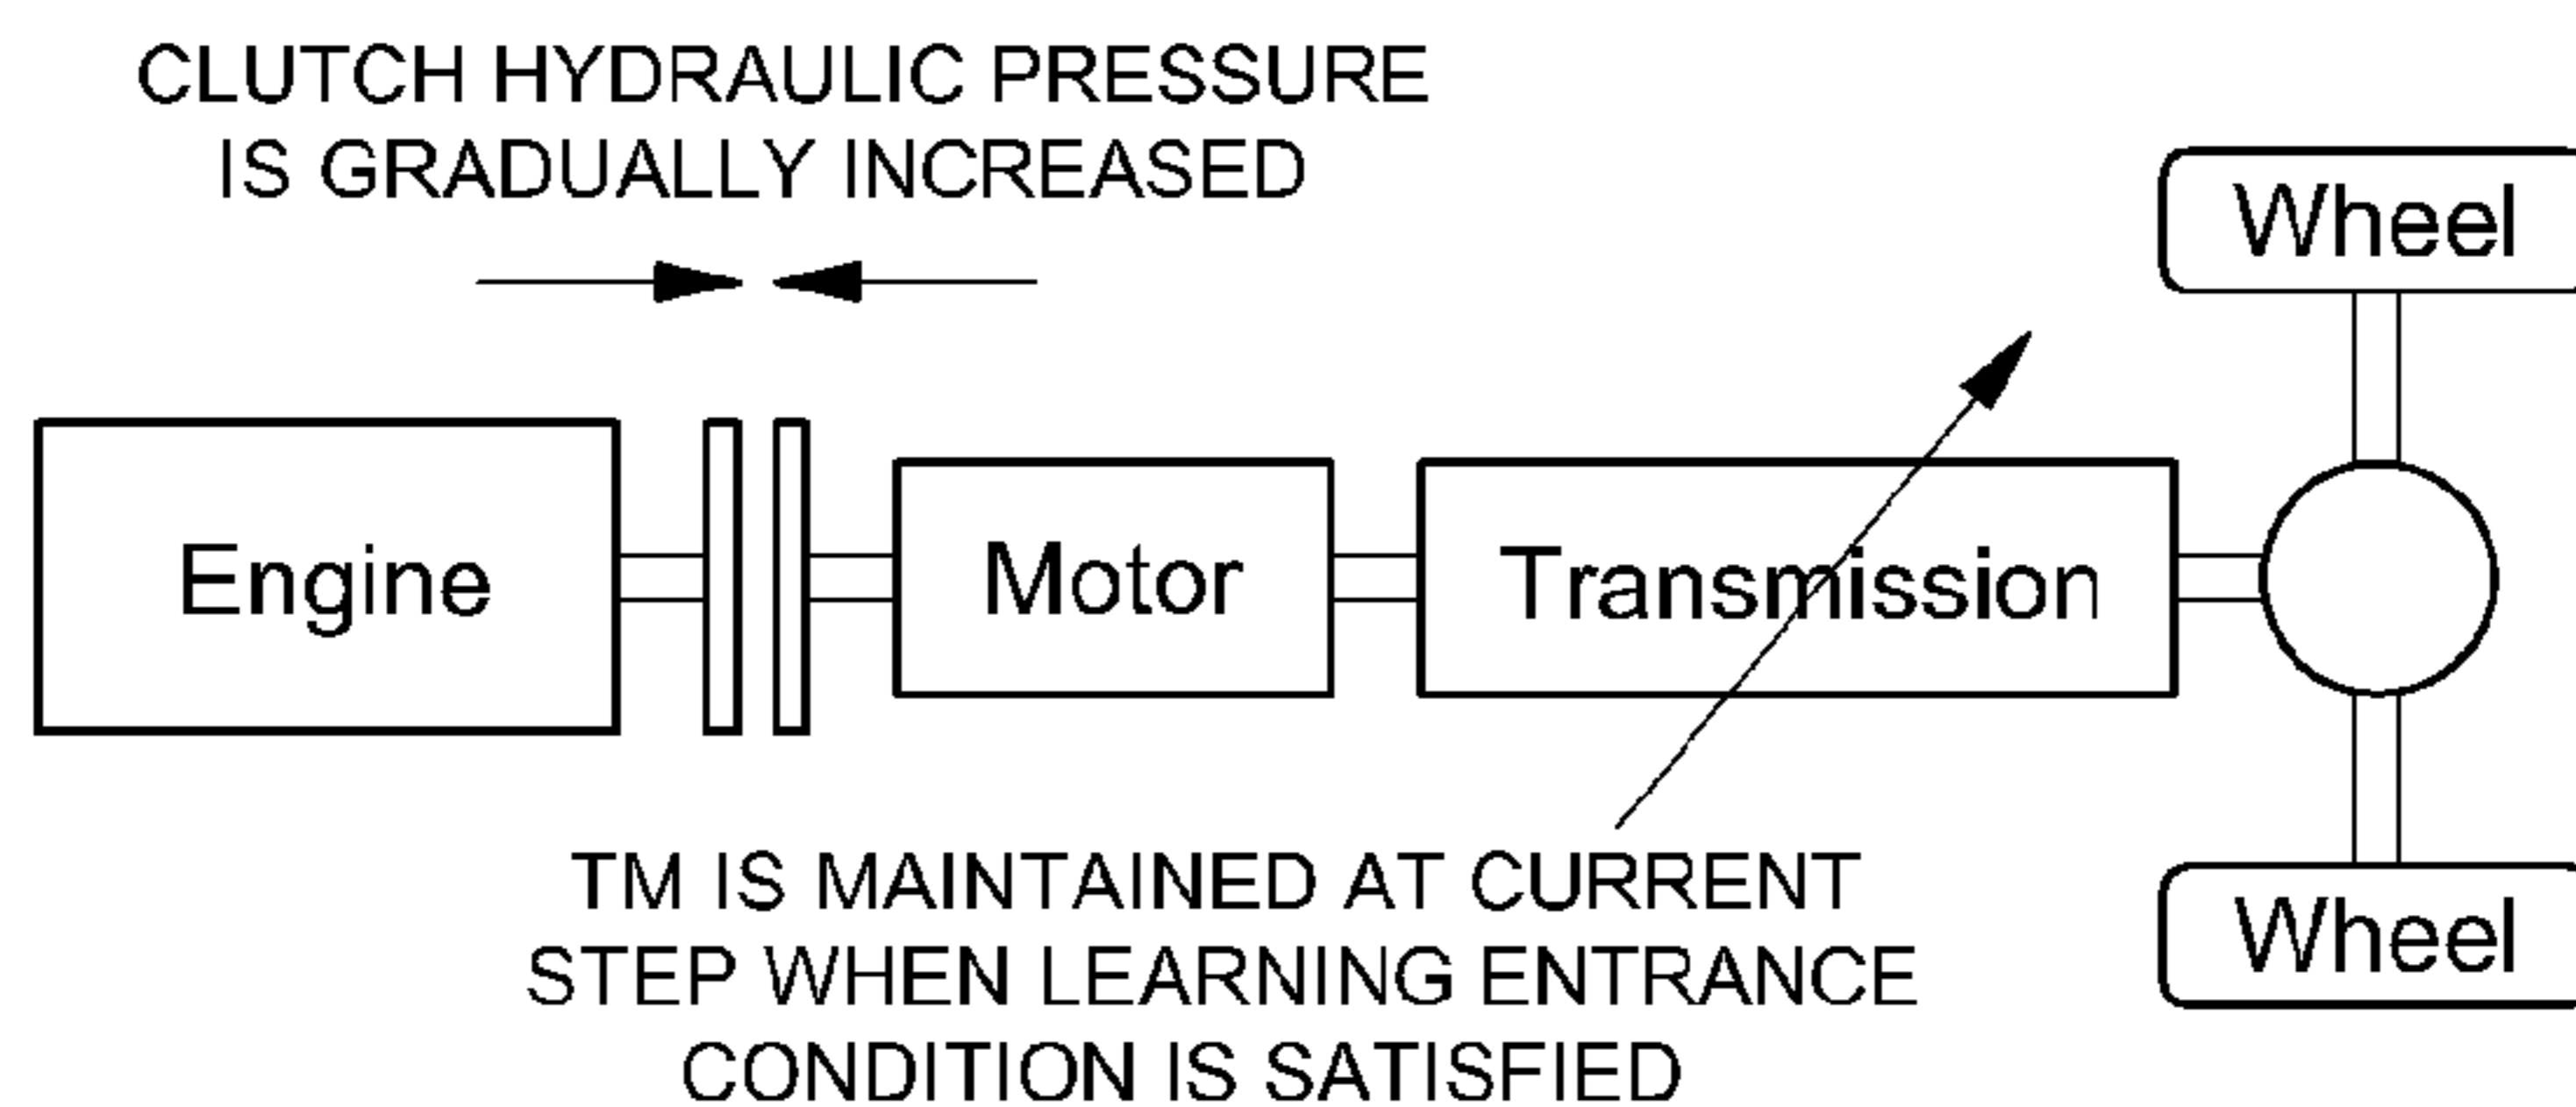 CLUTCH HYDRAULIC PRESSURE
IS GRADUALLY INCREASED
Wheel
Engine
Motor
Transmission
TM IS MAINTAINED AT CURRENT
STEP WHEN LEARNING ENTRANCE
CONDITION IS SATISFIED
Wheel